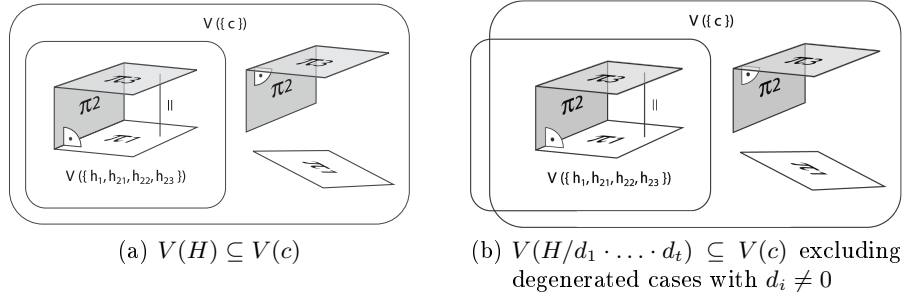 V ({ c })
π3
π2
π1
||
V ({ h₁, h₂₁, h₂₂, h₂₃ })
π3
π2
π1
(a) V(H) ⊆ V(c)
V ({ c })
π3
π2
π1
||
V ({ h₁, h₂₁, h₂₂, h₂₃ })
π3
π2
π1
(b) V(H/d₁ · … · dₜ) ⊆ V(c) excluding
degenerated cases with dᵢ ≠ 0